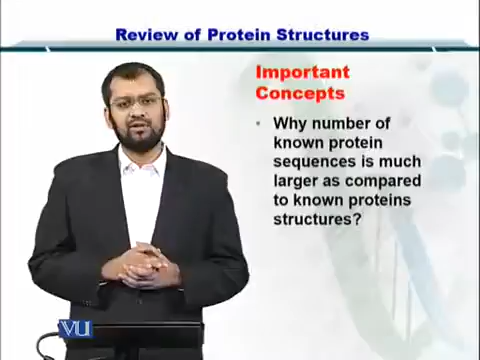 Review of Protein Structures
Important
Concepts
• Why number of
known protein
sequences is much
larger as compared
to known proteins
structures?
VU